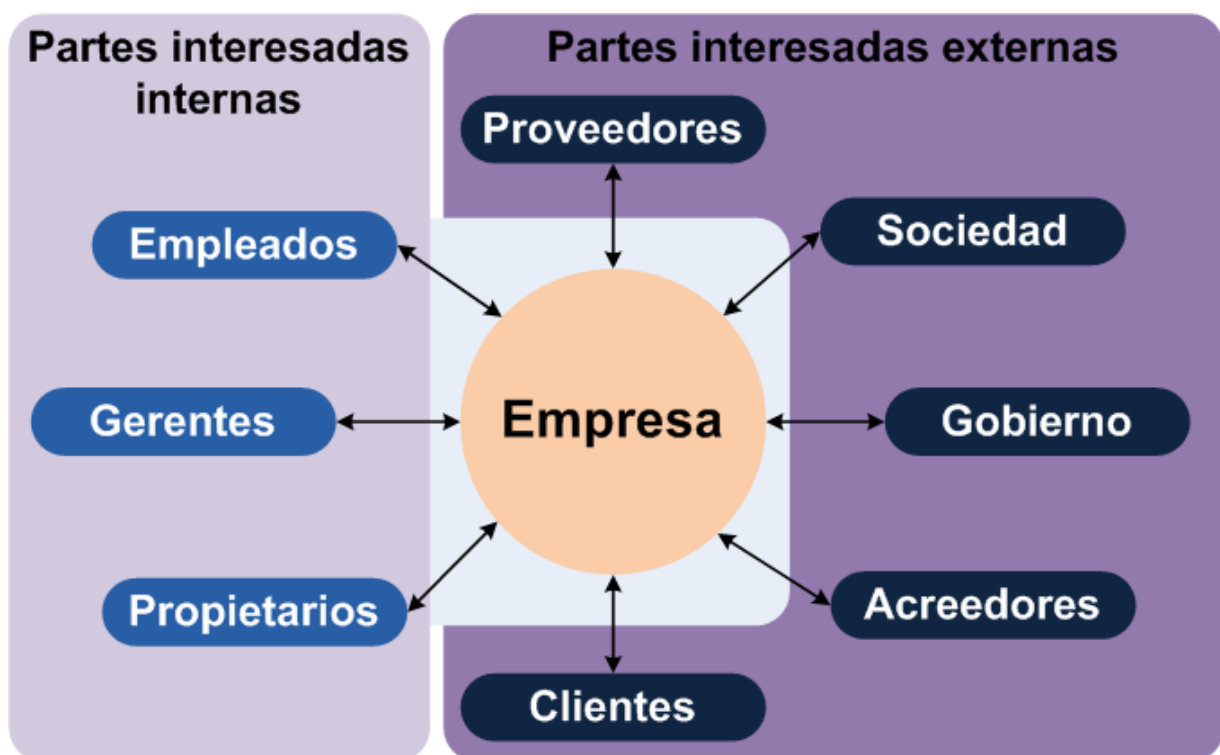 Partes interesadas
internas
Partes interesadas externas
Proveedores
Empleados
Sociedad
Gerentes
Empresa
Gobierno
Propietarios
Acreedores
Clientes